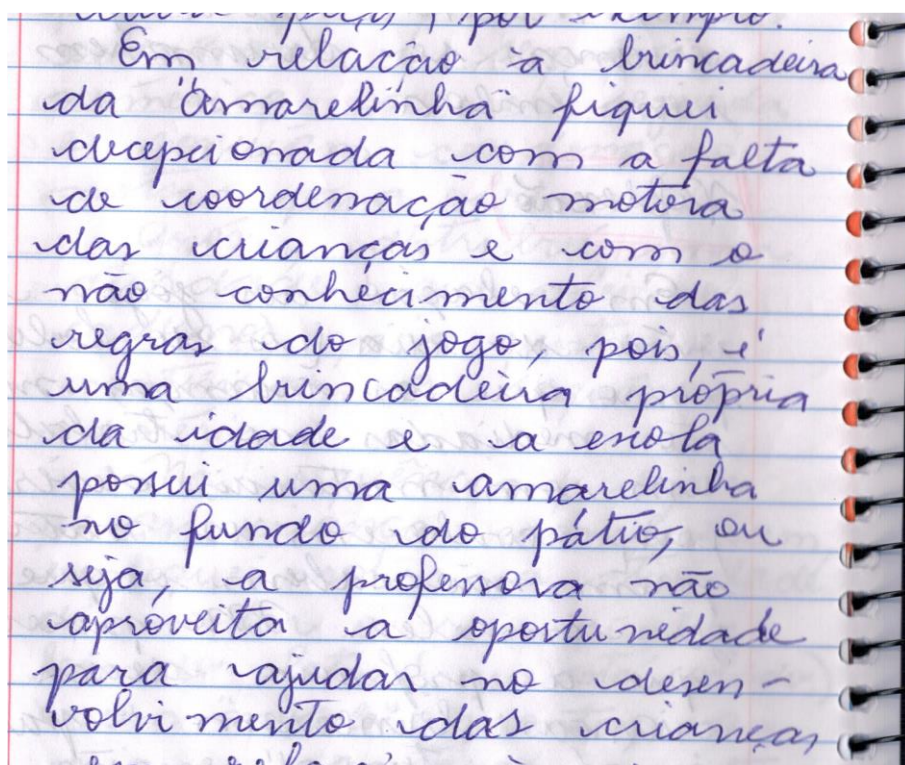 por exemplo.
Em relação à brincadeira
da "amarelinha" fiquei
decepcionada com a falta
de coordenação motora
das crianças e com o
não conhecimento das
regras do jogo, pois, é
uma brincadeira própria
da idade e a escola
possui uma amarelinha
no fundo do pátio, ou
seja, a professora não
aproveita a oportunidade
para ajudar no desen-
volvimento das crianças